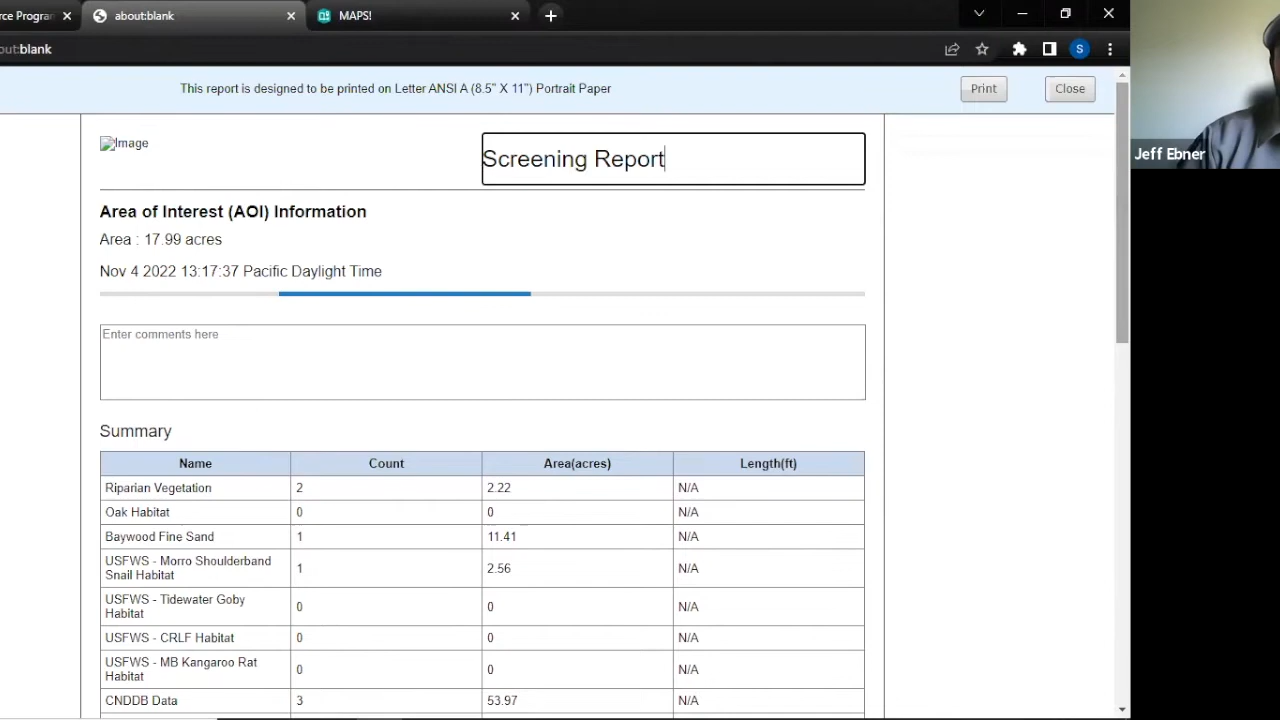 rce Progran
about:blank
MAPS!
out:blank
S
This report is designed to be printed on Letter ANSI A (8.5" X 11") Portrait Paper
Print
Close
Image
Screening Report
Jeff Ebner
Area of Interest (AOI) Information
Area : 17.99 acres
Nov 4 2022 13:17:37 Pacific Daylight Time
Enter comments here
Summary
Name Count Area(acres) Length(ft)
Riparian Vegetation 2 2.22 N/A
Oak Habitat 0 0 N/A
Baywood Fine Sand 1 11.41 N/A
USFWS - Morro Shoulderband
Snail Habitat 1 2.56 N/A
USFWS - Tidewater Goby
Habitat 0 0 N/A
USFWS - CRLF Habitat 0 0 N/A
USFWS - MB Kangaroo Rat
Habitat 0 0 N/A
CNDDB Data 3 53.97 N/A